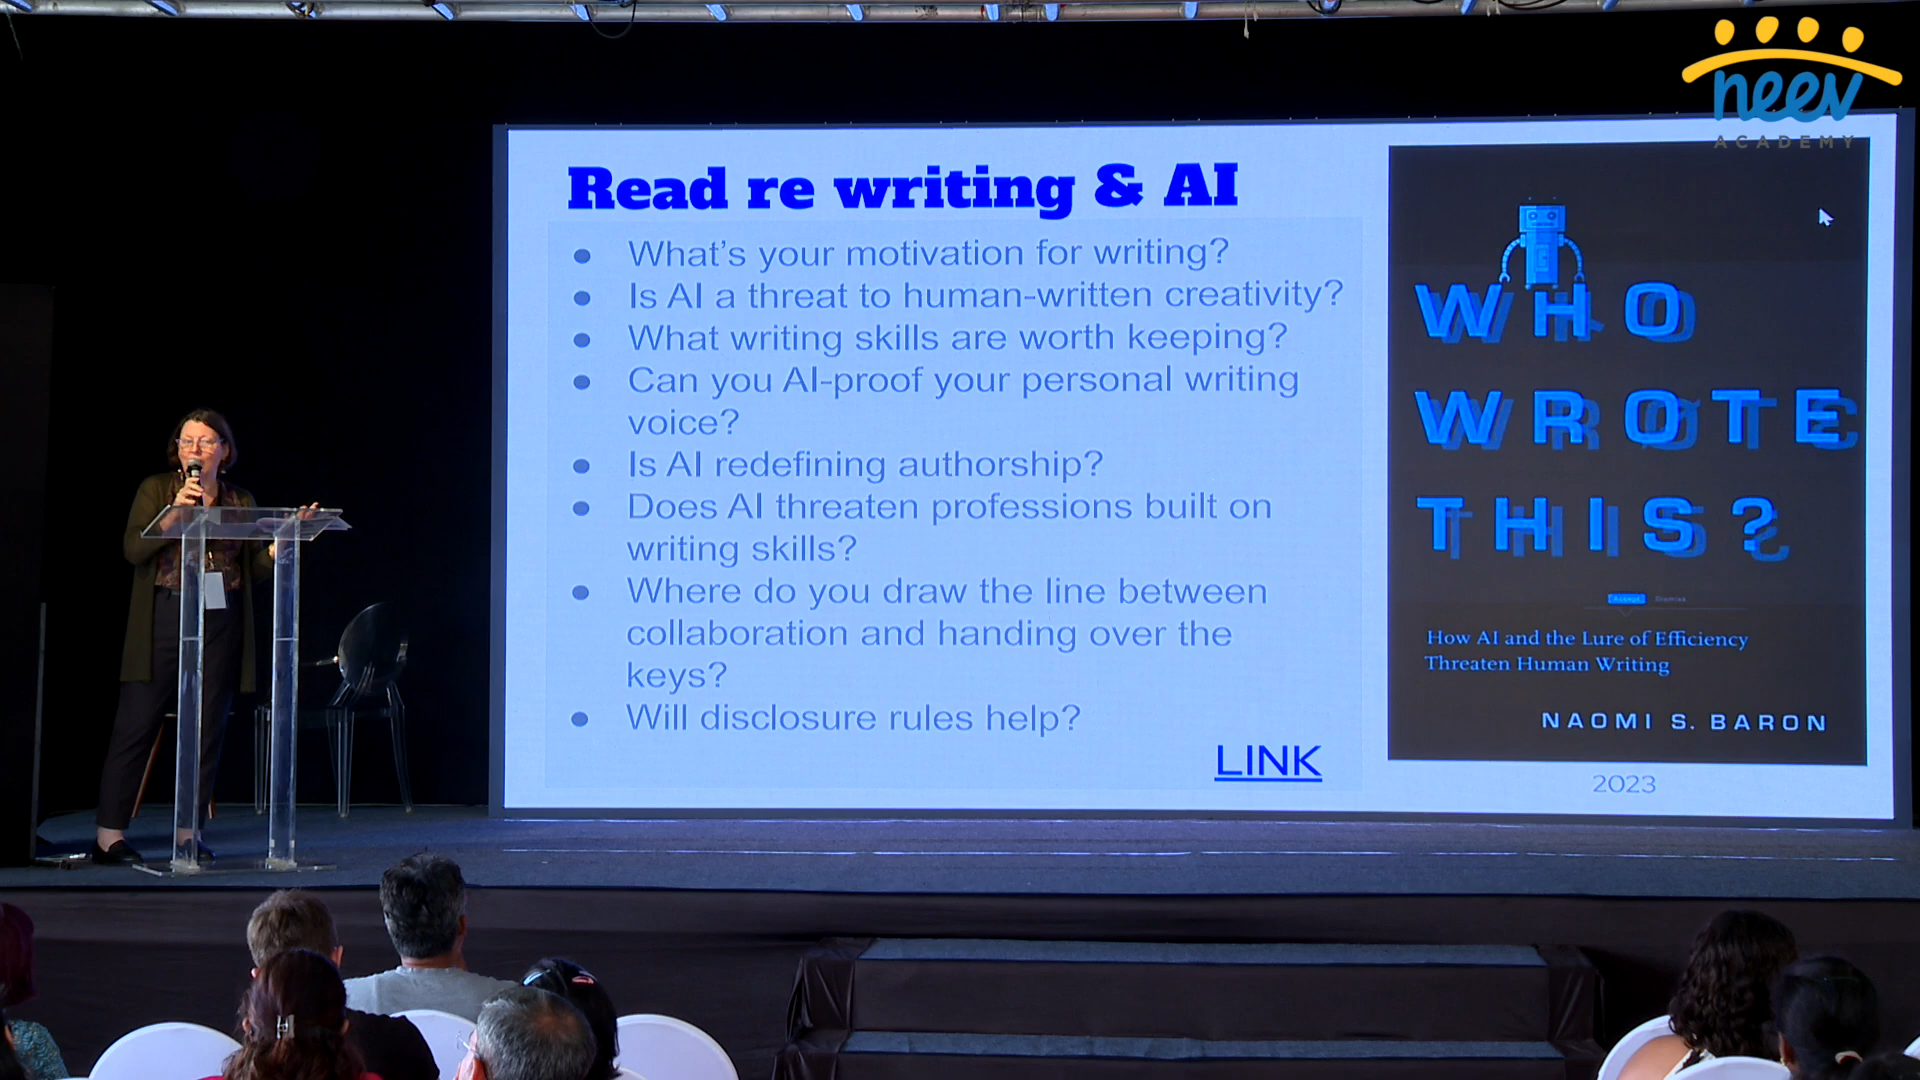 neev
ACADEMY
Read re writing & AI
What's your motivation for writing?
Is AI a threat to human-written creativity?
What writing skills are worth keeping?
Can you AI-proof your personal writing
voice?
Is AI redefining authorship?
Does AI threaten professions built on
writing skills?
Where do you draw the line between
collaboration and handing over the
keys?
Will disclosure rules help?
LINK
WHO
WROTE
THIS?
Accept Dismiss
How AI and the Lure of Efficiency
Threaten Human Writing
NAOMI S. BARON
2023